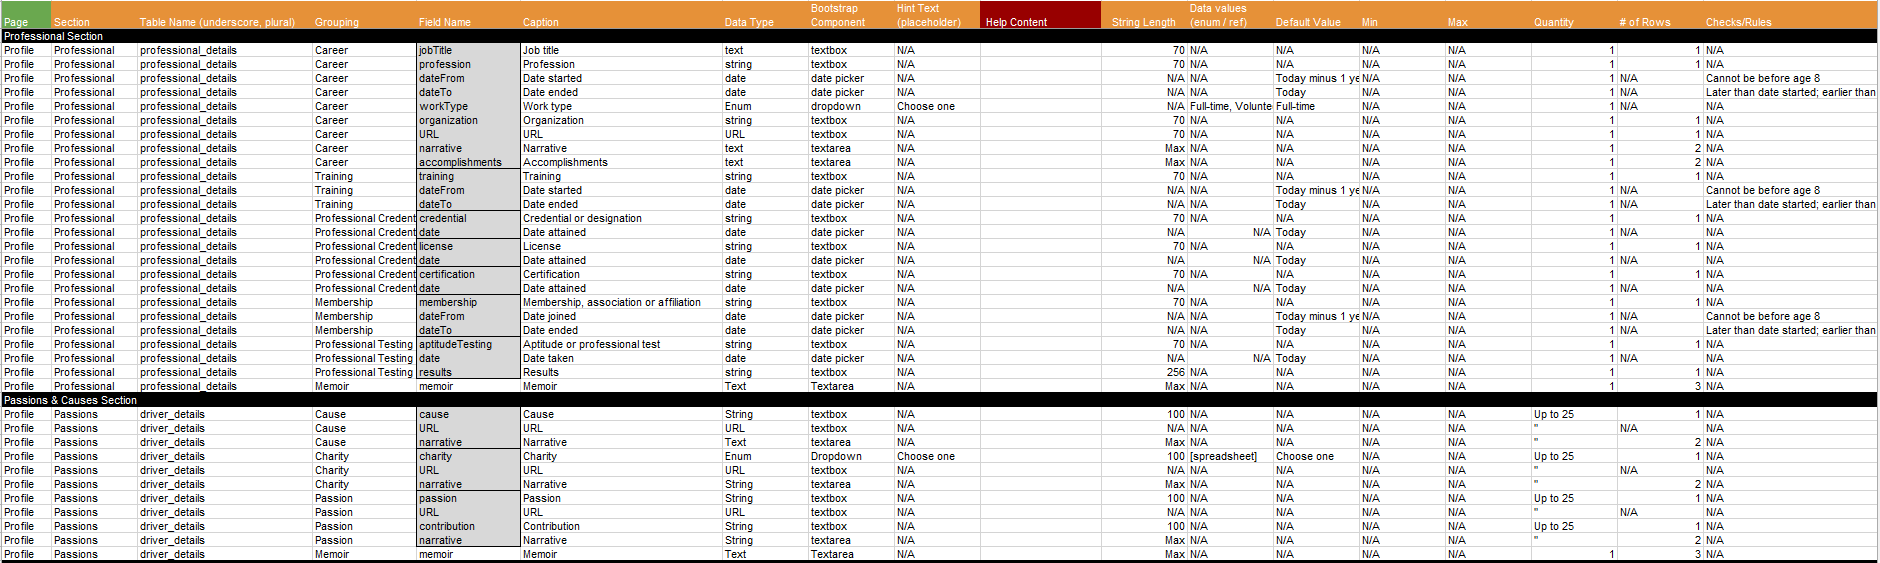 Bootstrap Hint Text Data values
Page Section Table Name (underscore, plural) Grouping Field Name Caption Data Type Component (placeholder) Help Content String Length (enum / ref) Default Value Min Max Quantity # of Rows Checks/Rules
Professional Section
Profile Professional professional_details Career jobTitle Job title text textbox N/A 70 N/A N/A N/A N/A 1 1 N/A
Profile Professional professional_details Career profession Profession string textbox N/A 70 N/A N/A N/A N/A 1 1 N/A
Profile Professional professional_details Career dateFrom Date started date date picker N/A N/A N/A Today minus 1 ye N/A N/A 1 N/A Cannot be before age 8
Profile Professional professional_details Career dateTo Date ended date date picker N/A N/A N/A Today N/A N/A 1 N/A Later than date started; earlier than
Profile Professional professional_details Career workType Work type Enum dropdown Choose one N/A Full-time, Volunte Full-time N/A N/A 1 N/A N/A
Profile Professional professional_details Career organization Organization string textbox N/A 70 N/A N/A N/A N/A 1 1 N/A
Profile Professional professional_details Career URL URL URL textbox N/A 70 N/A N/A N/A N/A 1 1 N/A
Profile Professional professional_details Career narrative Narrative text textarea N/A Max N/A N/A N/A N/A 1 2 N/A
Profile Professional professional_details Career accomplishments Accomplishments text textarea N/A Max N/A N/A N/A N/A 1 2 N/A
Profile Professional professional_details Training training Training string textbox N/A 70 N/A N/A N/A N/A 1 1 N/A
Profile Professional professional_details Training dateFrom Date started date date picker N/A N/A N/A Today minus 1 ye N/A N/A 1 N/A Cannot be before age 8
Profile Professional professional_details Training dateTo Date ended date date picker N/A N/A N/A Today N/A N/A 1 N/A Later than date started; earlier than
Profile Professional professional_details Professional Credent credential Credential or designation string textbox N/A 70 N/A N/A N/A N/A 1 1 N/A
Profile Professional professional_details Professional Credent date Date attained date date picker N/A N/A N/A Today N/A N/A 1 N/A N/A
Profile Professional professional_details Professional Credent license License string textbox N/A 70 N/A N/A N/A N/A 1 1 N/A
Profile Professional professional_details Professional Credent date Date attained date date picker N/A N/A N/A Today N/A N/A 1 N/A N/A
Profile Professional professional_details Professional Credent certification Certification string textbox N/A 70 N/A N/A N/A N/A 1 1 N/A
Profile Professional professional_details Professional Credent date Date attained date date picker N/A N/A N/A Today N/A N/A 1 N/A N/A
Profile Professional professional_details Membership membership Membership, association or affiliation string textbox N/A 70 N/A N/A N/A N/A 1 1 N/A
Profile Professional professional_details Membership dateFrom Date joined date date picker N/A N/A N/A Today minus 1 ye N/A N/A 1 N/A Cannot be before age 8
Profile Professional professional_details Membership dateTo Date ended date date picker N/A N/A N/A Today N/A N/A 1 N/A Later than date started; earlier than
Profile Professional professional_details Professional Testing aptitudeTesting Aptitude or professional test string textbox N/A 70 N/A N/A N/A N/A 1 1 N/A
Profile Professional professional_details Professional Testing date Date taken date date picker N/A N/A N/A Today N/A N/A 1 N/A N/A
Profile Professional professional_details Professional Testing results Results string textbox N/A 256 N/A N/A N/A N/A 1 1 N/A
Profile Professional professional_details Memoir memoir Memoir Text Textarea N/A Max N/A N/A N/A N/A 1 3 N/A
Passions & Causes Section
Profile Passions driver_details Cause cause Cause String textbox N/A 100 N/A N/A N/A N/A Up to 25 1 N/A
Profile Passions driver_details Cause URL URL URL textbox N/A N/A N/A N/A N/A N/A " N/A N/A
Profile Passions driver_details Cause narrative Narrative Text textarea N/A Max N/A N/A N/A N/A " 2 N/A
Profile Passions driver_details Charity charity Charity Enum Dropdown Choose one 100 [spreadsheet] Choose one N/A N/A Up to 25 1 N/A
Profile Passions driver_details Charity URL URL URL textbox N/A N/A N/A N/A N/A N/A " N/A N/A
Profile Passions driver_details Charity narrative Narrative String textarea N/A Max N/A N/A N/A N/A " 2 N/A
Profile Passions driver_details Passion passion Passion String textbox N/A 100 N/A N/A N/A N/A Up to 25 1 N/A
Profile Passions driver_details Passion URL URL URL textbox N/A N/A N/A N/A N/A N/A " N/A N/A
Profile Passions driver_details Passion contribution Contribution String textbox N/A 100 N/A N/A N/A N/A Up to 25 1 N/A
Profile Passions driver_details Passion narrative Narrative String textarea N/A Max N/A N/A N/A N/A " 2 N/A
Profile Passions driver_details Memoir memoir Memoir Text Textarea N/A Max N/A N/A N/A N/A 1 3 N/A